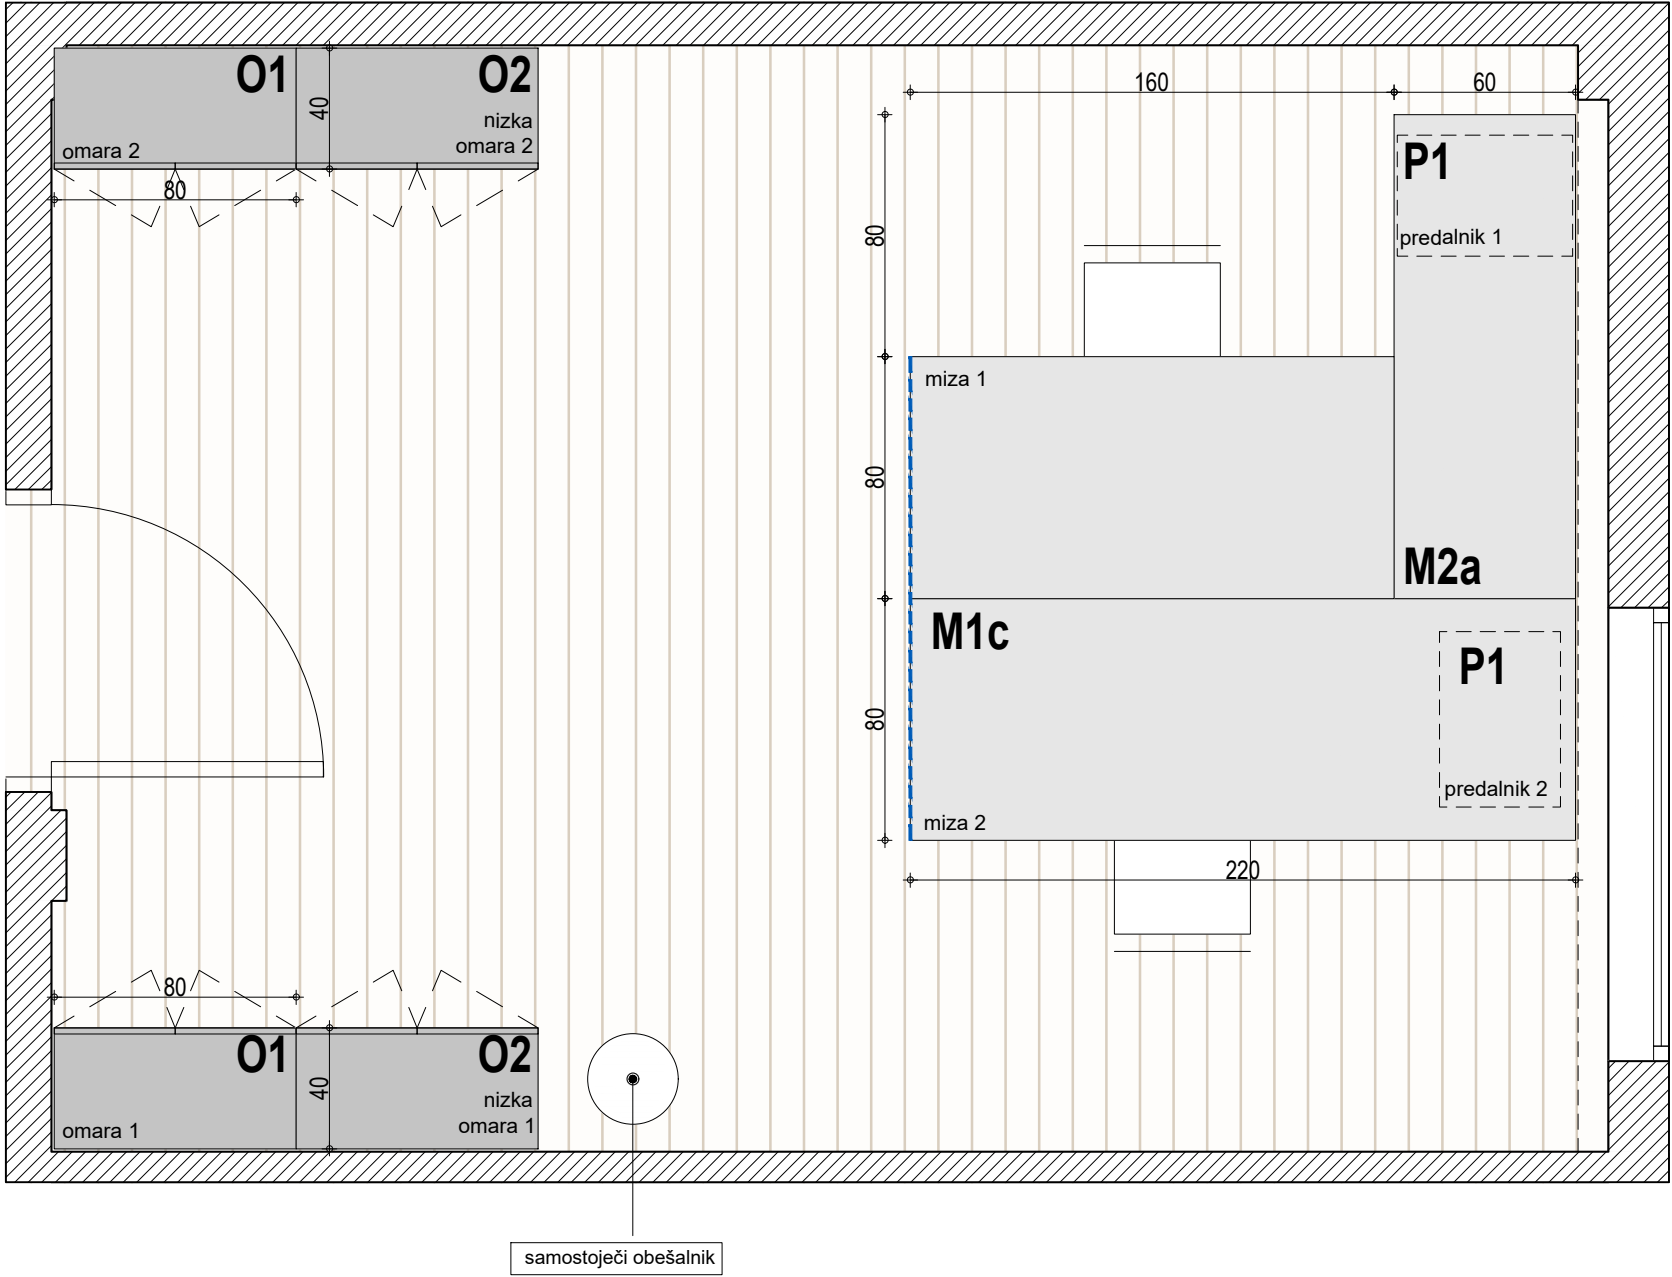 O1
O2
40
nizka
omara 2
omara 2
80
160
60
P1
predalnik 1
80
miza 1
80
M2a
M1c
P1
80
predalnik 2
miza 2
220
80
O1
O2
40
nizka
omara 1
omara 1
samostoječi obešalnik